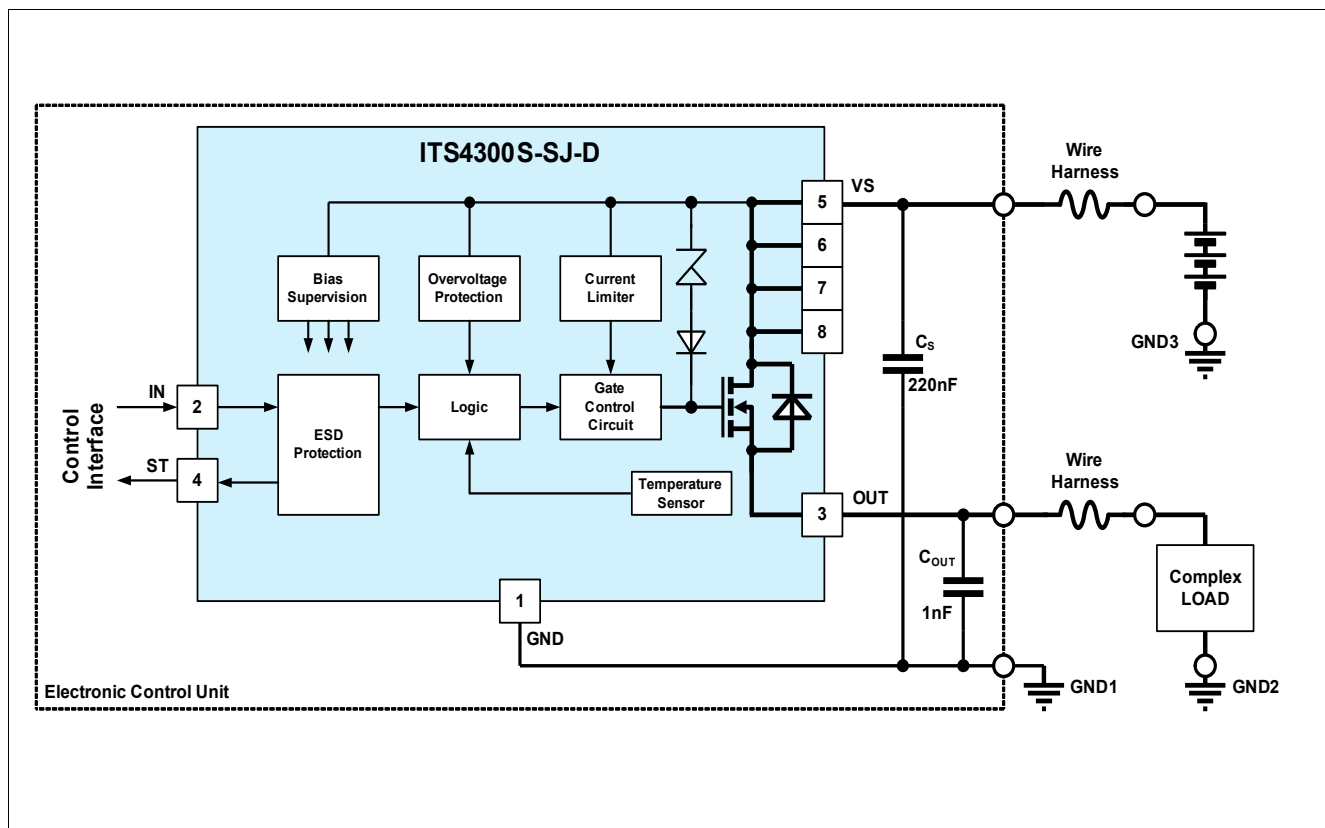 ITS4300S-SJ-D
Wire
Harness
VS
5
6
7
8
Bias
Supervision
Overvoltage
Protection
Current
Limiter
GND3
CS
220nF
Control
Interface
IN
2
ST
4
ESD
Protection
Logic
Gate
Control
Circuit
Temperature
Sensor
OUT
3
Wire
Harness
COUT
1nF
Complex
LOAD
1
GND
Electronic Control Unit
GND1
GND2